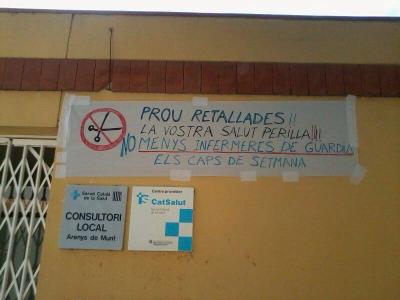 PROU RETALLADES!!
LA VOSTRA SALUT PERILLA!!!!
NO MENYS INFERMERES DE GUÀRDIA
ELS CAPS DE SETMANA
Servei Català
de la Salut
CONSULTORI
LOCAL
Arenys de Munt
Centre proveïdor
CatSalut